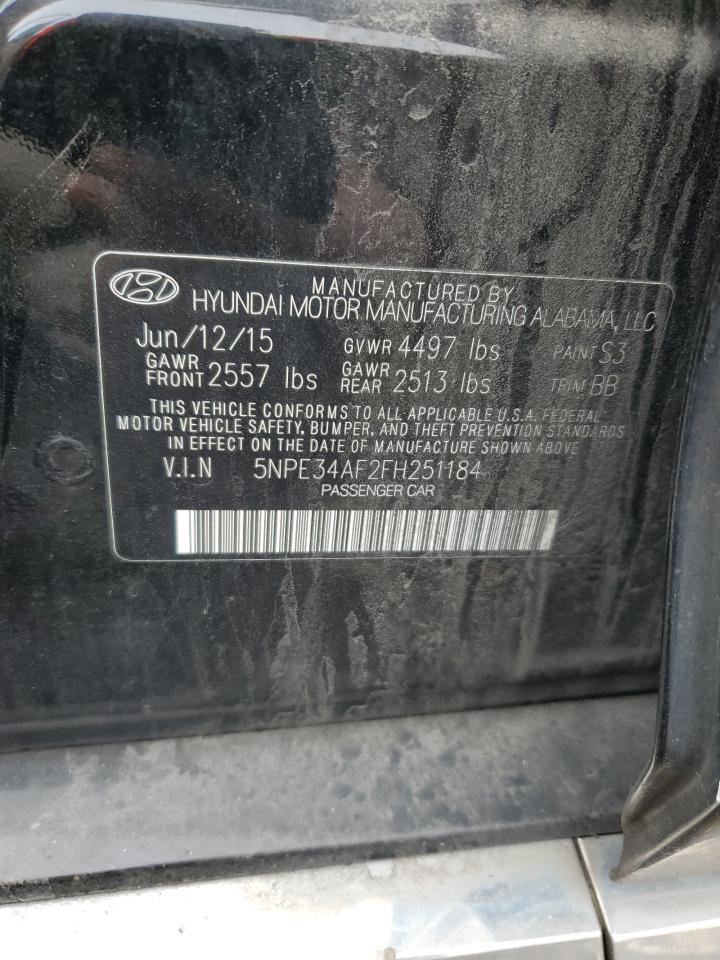 MANUFACTURED BY
HYUNDAI MOTOR MANUFACTURING ALABAMA, LLC
Jun/12/15 GVWR 4497 lbs PAINT S3
GAWR FRONT 2557 lbs GAWR REAR 2513 lbs TRIM BB
THIS VEHICLE CONFORMS TO ALL APPLICABLE U.S.A. FEDERAL
MOTOR VEHICLE SAFETY, BUMPER, AND THEFT PREVENTION STANDARDS
IN EFFECT ON THE DATE OF MANUFACTURE SHOWN ABOVE
V.I.N 5NPE34AF2FH251184
PASSENGER CAR